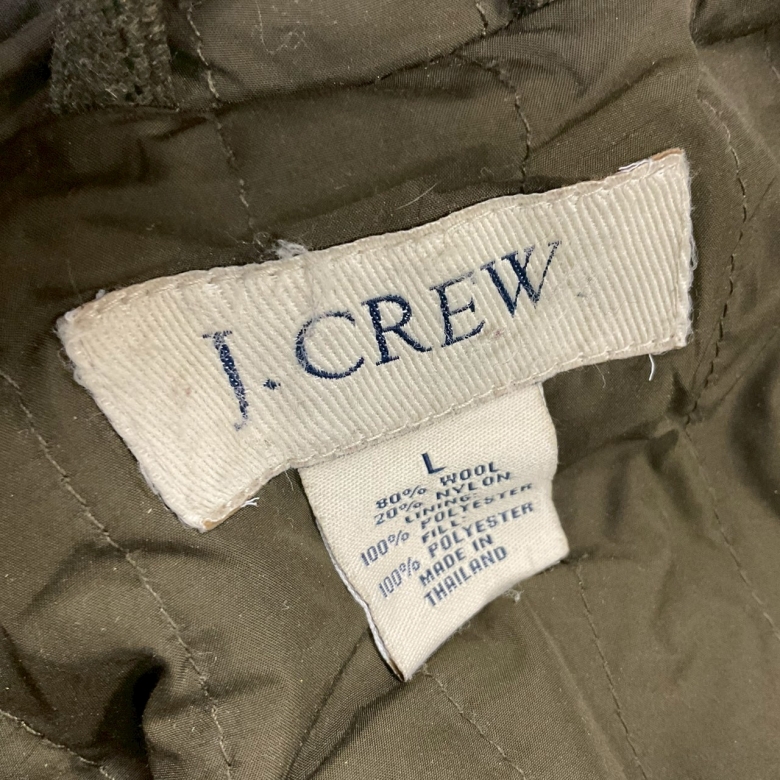 J.CREW
L
80% WOOL
20% NYLON
LINING:
100% POLYESTER
FILL:
100% POLYESTER
MADE IN
THAILAND